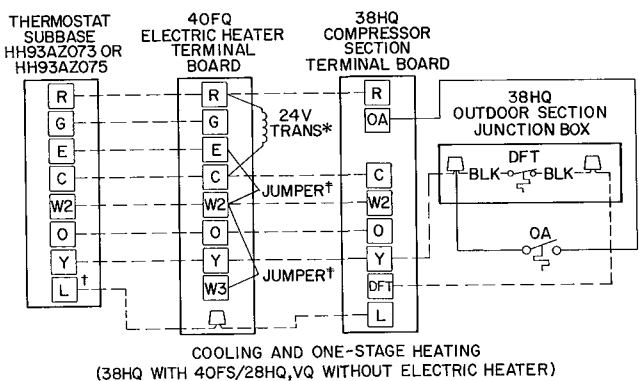 THERMOSTAT
SUBBASE
HH93AZ073 OR
HH93AZ075
40FQ
ELECTRIC HEATER
TERMINAL
BOARD
38HQ
COMPRESSOR
SECTION
TERMINAL BOARD
R
G
E
C
W2
O
Y
L †
R
G
E
C
W2
O
Y
W3
24V
TRANS*
JUMPER‡
JUMPER‡
R
OA
C
W2
O
Y
DFT
L
38HQ
OUTDOOR SECTION
JUNCTION BOX
DFT
BLK
BLK
OA
COOLING AND ONE-STAGE HEATING
(38HQ WITH 40FS/28HQ,VQ WITHOUT ELECTRIC HEATER)